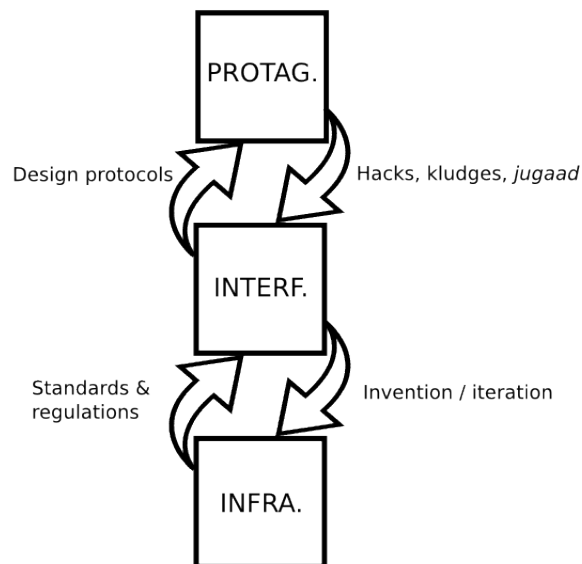 PROTAG.
Design protocols
Hacks, kludges, jugaad
INTERF.
Standards &
regulations
Invention / iteration
INFRA.